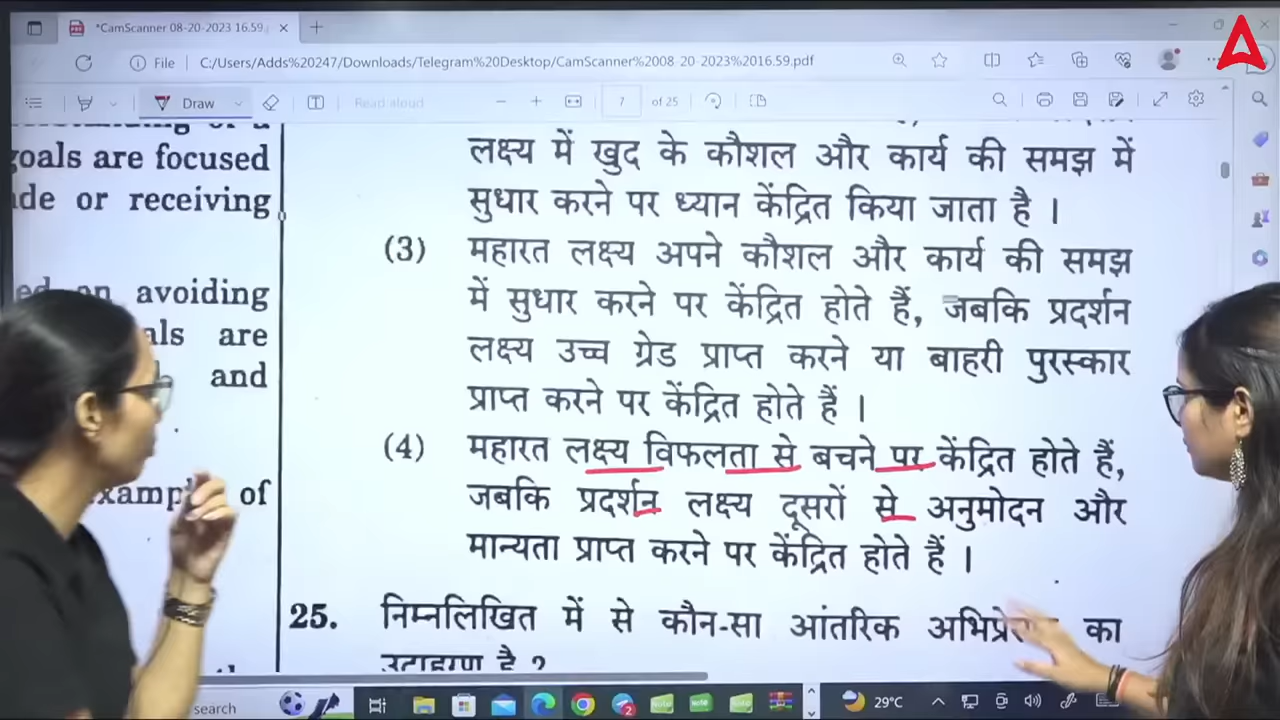 *CamScanner 08-20-2023 16.59.
File
C:/Users/Adds%20247/Downloads/Telegram%20Desktop/CamScanner%2008-20-2023%2016.59.pdf
Draw
Read aloud
7
of 25
goals are focused
or receiving
avoiding
are
and
of
लक्ष्य में खुद के कौशल और कार्य की समझ में
सुधार करने पर ध्यान केंद्रित किया जाता है ।
(3) महारत लक्ष्य अपने कौशल और कार्य की समझ
में सुधार करने पर केंद्रित होते हैं, जबकि प्रदर्शन
लक्ष्य उच्च ग्रेड प्राप्त करने या बाहरी पुरस्कार
प्राप्त करने पर केंद्रित होते हैं ।
(4) महारत लक्ष्य विफलता से बचने पर केंद्रित होते हैं,
जबकि प्रदर्शन लक्ष्य दूसरों से अनुमोदन और
मान्यता प्राप्त करने पर केंद्रित होते हैं ।
25. निम्नलिखित में से कौन-सा आंतरिक का
उदाहरण है ?
search
29°C